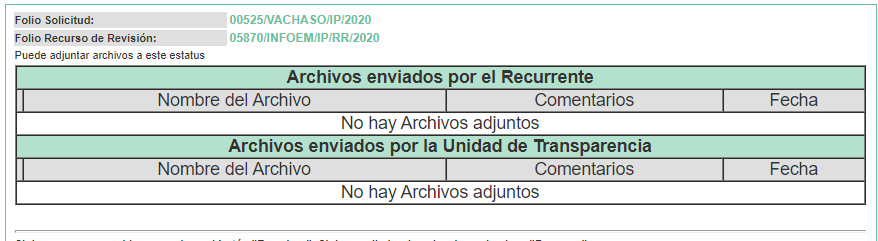 Folio Solicitud: 00525/VACHASO/IP/2020
Folio Recurso de Revisión: 05870/INFOEM/IP/RR/2020
Puede adjuntar archivos a este estatus
Archivos enviados por el Recurrente
Nombre del Archivo Comentarios Fecha
No hay Archivos adjuntos
Archivos enviados por la Unidad de Transparencia
Nombre del Archivo Comentarios Fecha
No hay Archivos adjuntos